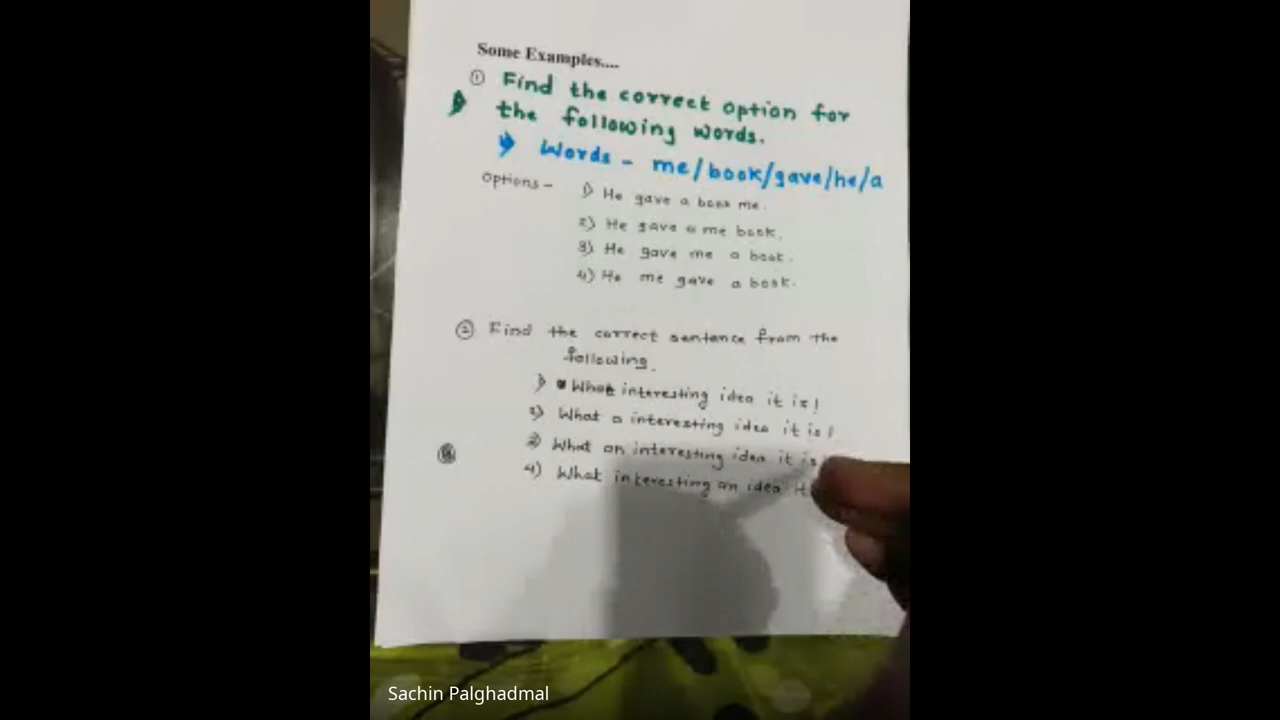 Some Examples....
① Find the correct option for
the following words.
Words - me/book/gave/he/a
Options - 1) He gave a book me.
2) He gave a me book.
3) He gave me a book.
4) He me gave a book.
② Find the correct sentence from the
following.
1) What interesting idea it is!
2) What a interesting idea it is!
3) What an interesting idea it is
4) What interesting an idea it
Sachin Palghadmal